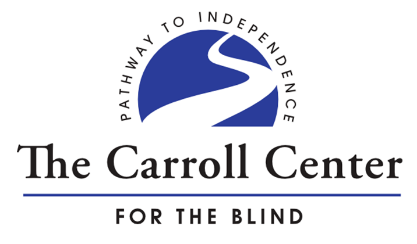 PATHWAY TO INDEPENDENCE
The Carroll Center
FOR THE BLIND